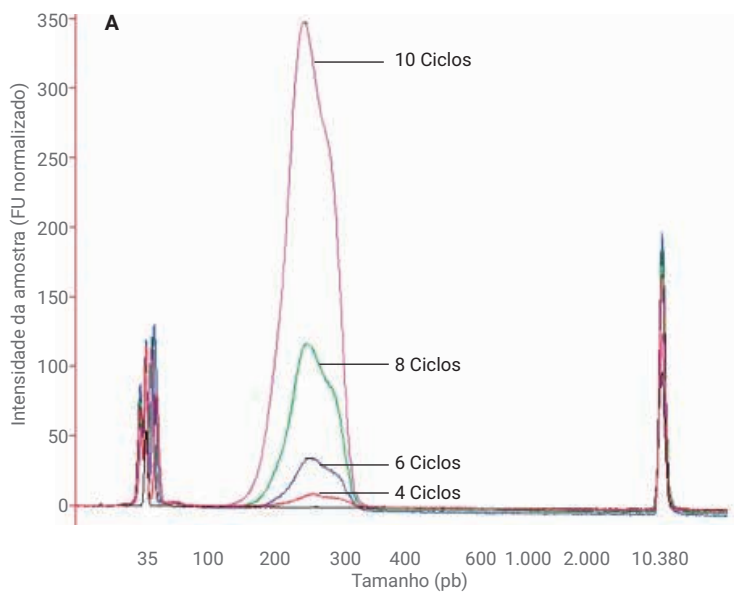 A
350
300
250
200
150
100
50
0
Intensidade da amostra (FU normalizado)
10 Ciclos
8 Ciclos
6 Ciclos
4 Ciclos
35 100 200 300 400 600 1.000 2.000 10.380
Tamanho (pb)